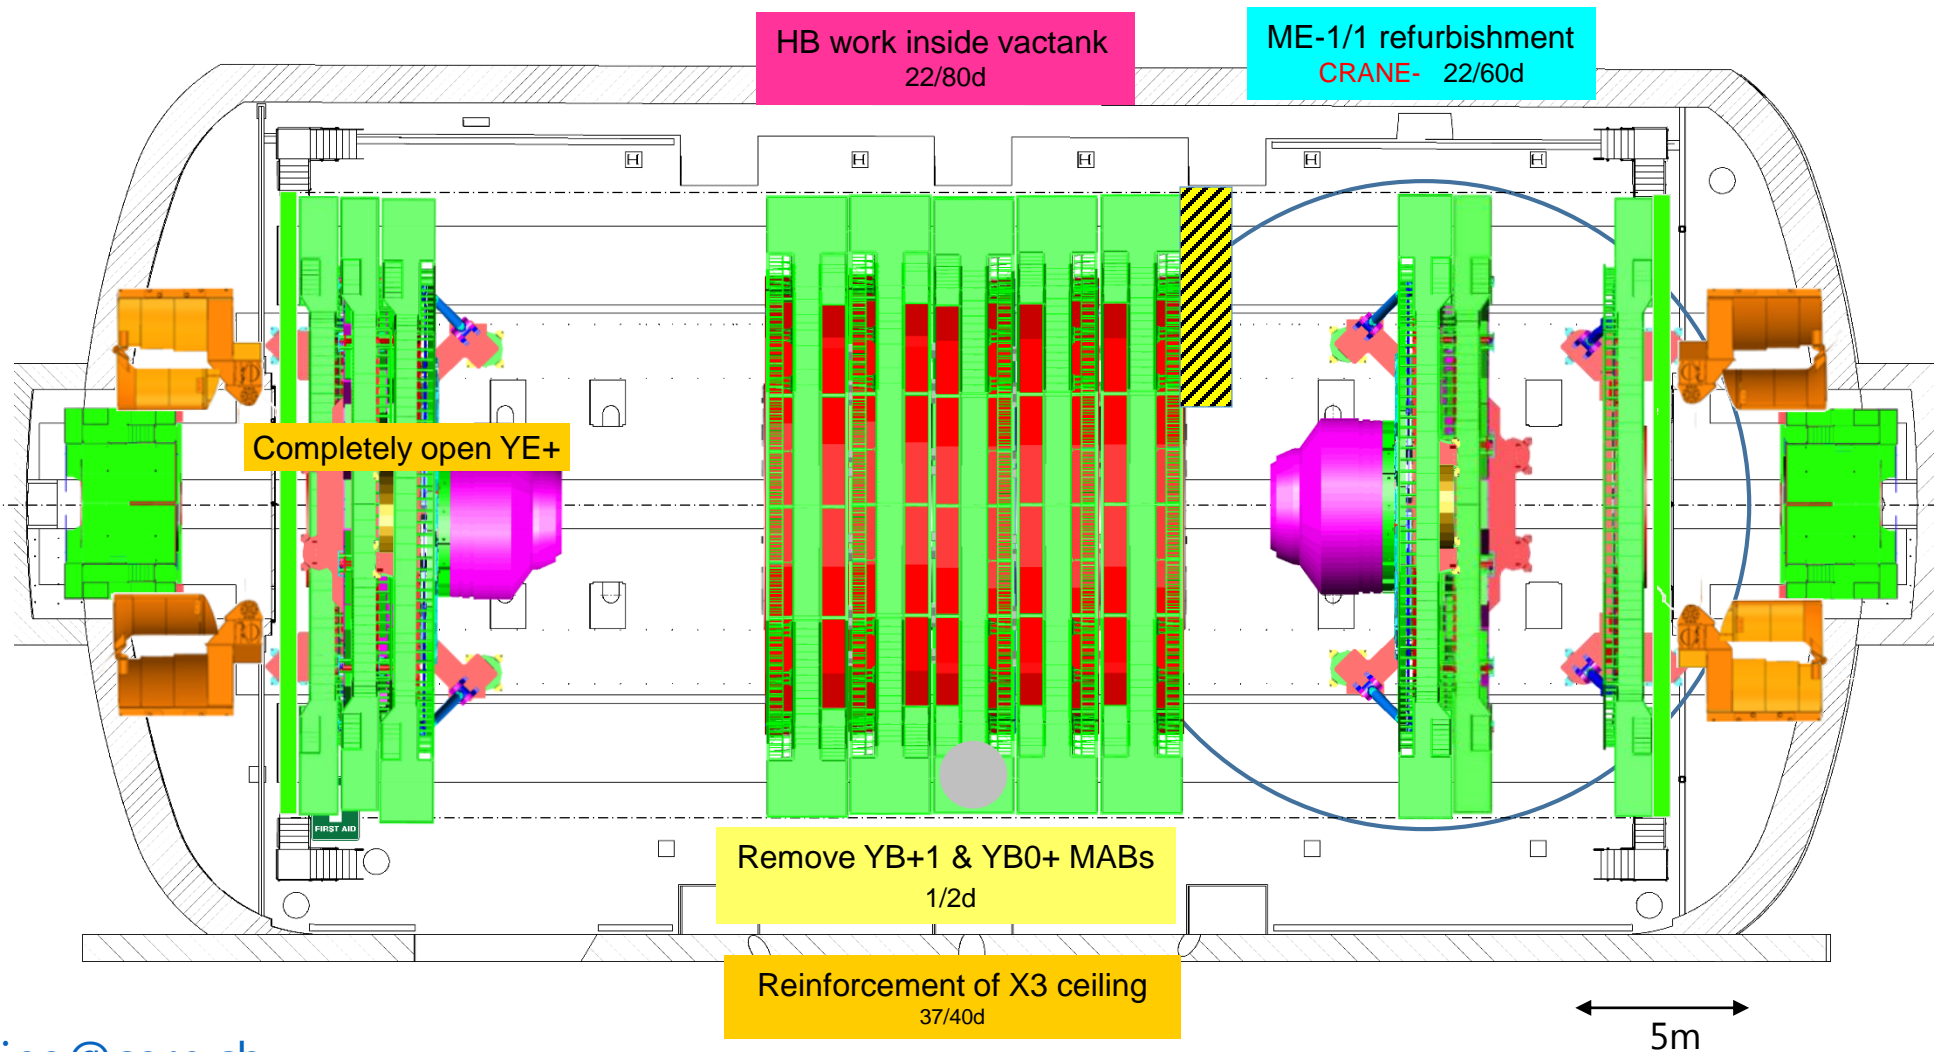 HB work inside vactank
22/80d
ME-1/1 refurbishment
CRANE- 22/60d
H
H
H
H
H
Completely open YE+
FIRST AID
Remove YB+1 & YB0+ MABs
1/2d
Reinforcement of X3 ceiling
37/40d
5m